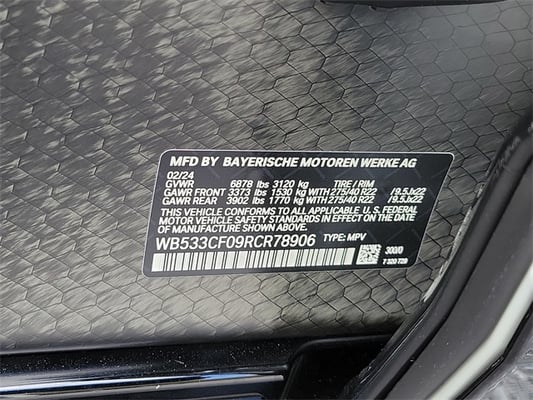 MFD BY BAYERISCHE MOTOREN WERKE AG
02/24
GVWR 6878 lbs 3120 kg TIRE / RIM
GAWR FRONT 3373 lbs 1530 kg WITH 275/40 R22 /9.5Jx22
GAWR REAR 3902 lbs 1770 kg WITH 275/40 R22 /9.5Jx22
THIS VEHICLE CONFORMS TO ALL APPLICABLE U.S. FEDERAL
MOTOR VEHICLE SAFETY STANDARDS IN EFFECT ON THE DATE
OF MANUFACTURE SHOWN ABOVE.
WB533CF09RCR78906 TYPE: MPV
300/0
7 320 729